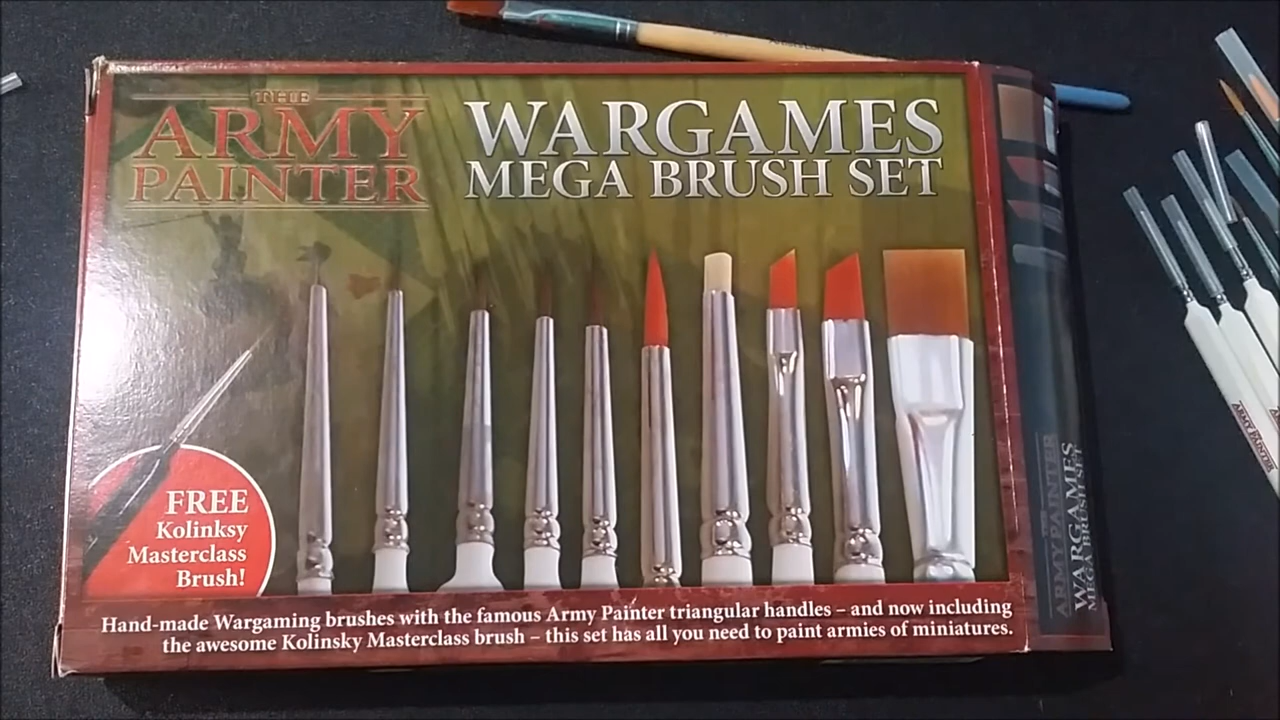 THE
ARMY
PAINTER
WARGAMES
MEGA BRUSH SET
FREE
Kolinksy
Masterclass
Brush!
Hand-made Wargaming brushes with the famous Army Painter triangular handles – and now including
the awesome Kolinsky Masterclass brush – this set has all you need to paint armies of miniatures.
ARMY PAINTER
WARGAMES
MEGA BRUSH SET
ARMY PAINTER